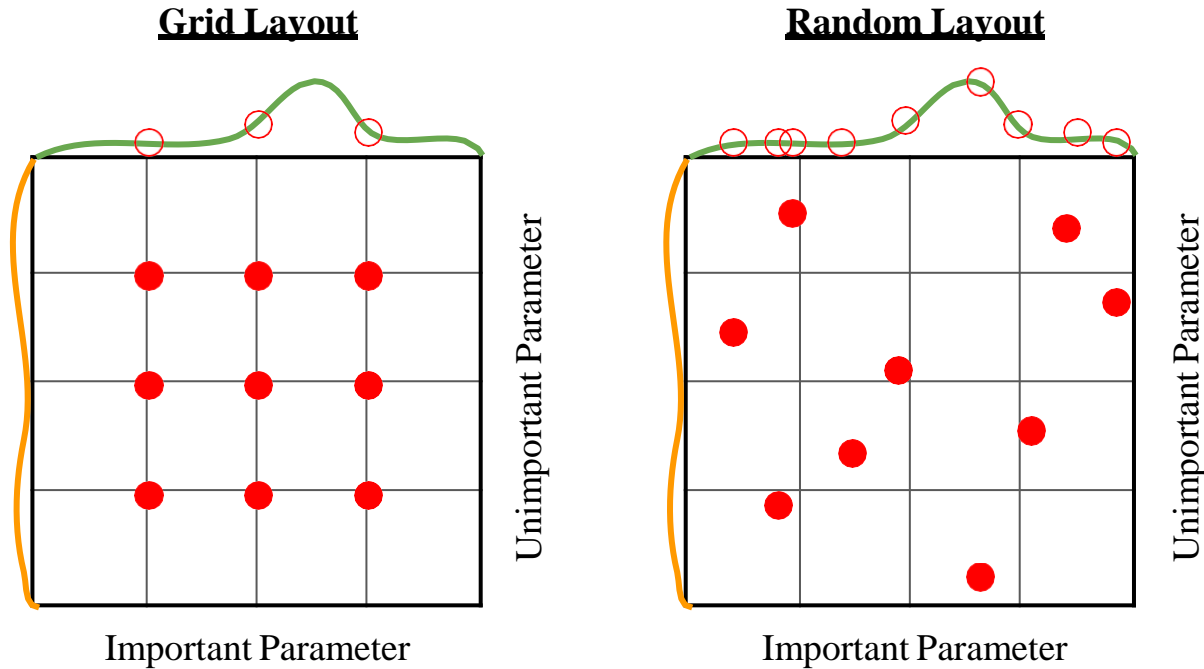 Grid Layout
Random Layout
Unimportant Parameter
Unimportant Parameter
Important Parameter
Important Parameter